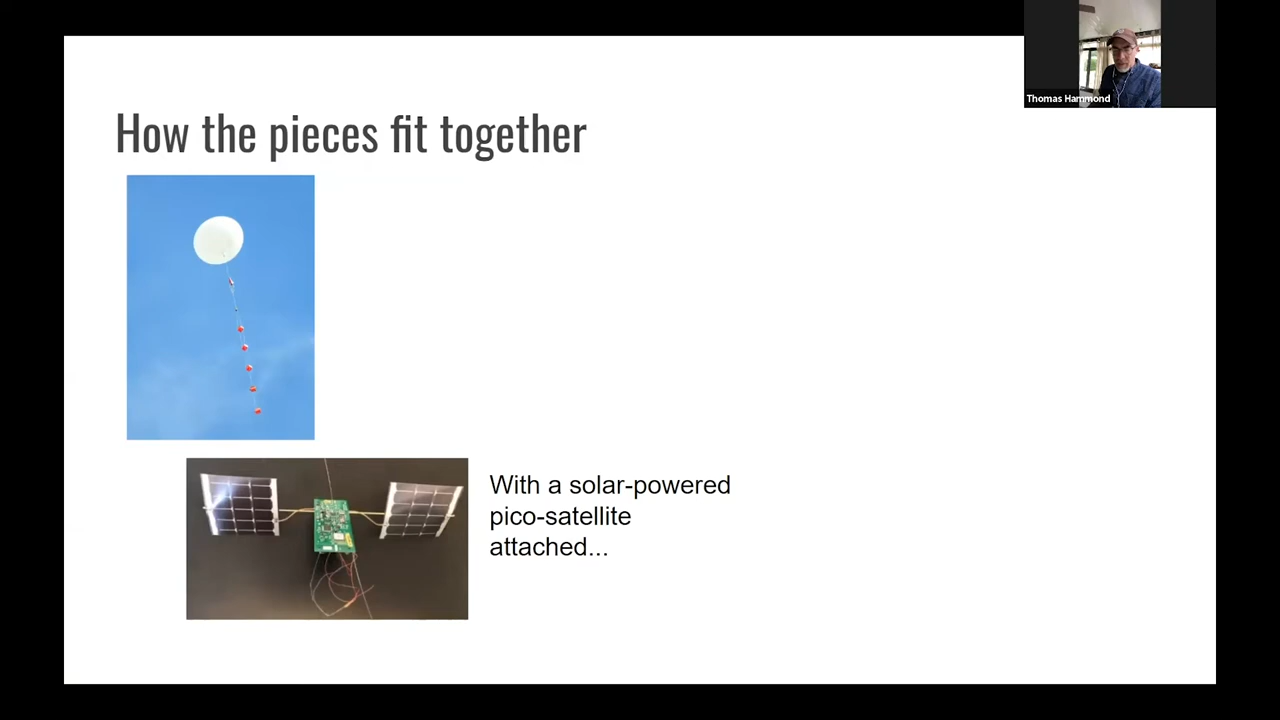 Thomas Hammond
How the pieces fit together
With a solar-powered
pico-satellite
attached...